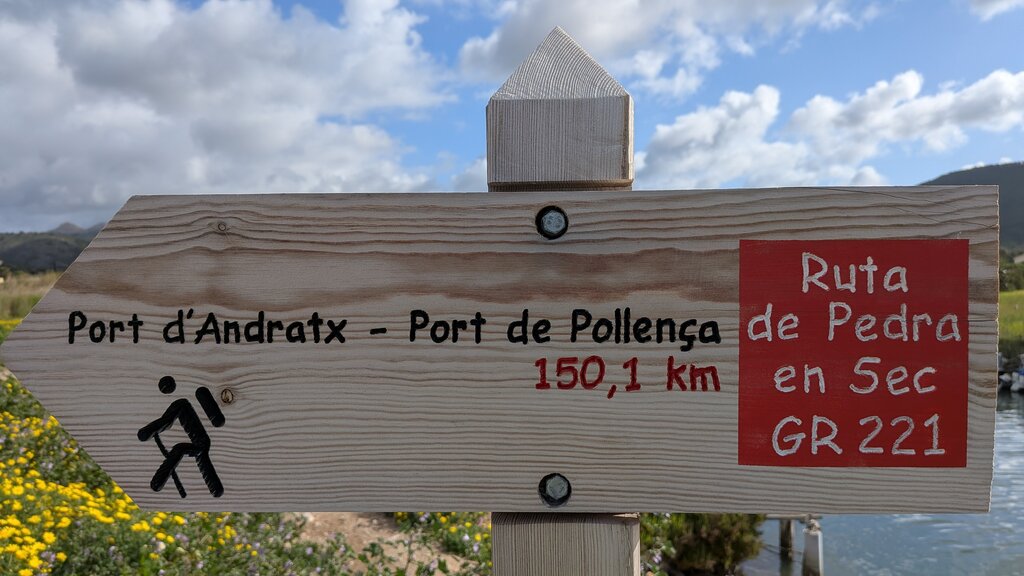 Port d'Andratx - Port de Pollença
150,1 km
Ruta
de Pedra
en Sec
GR 221